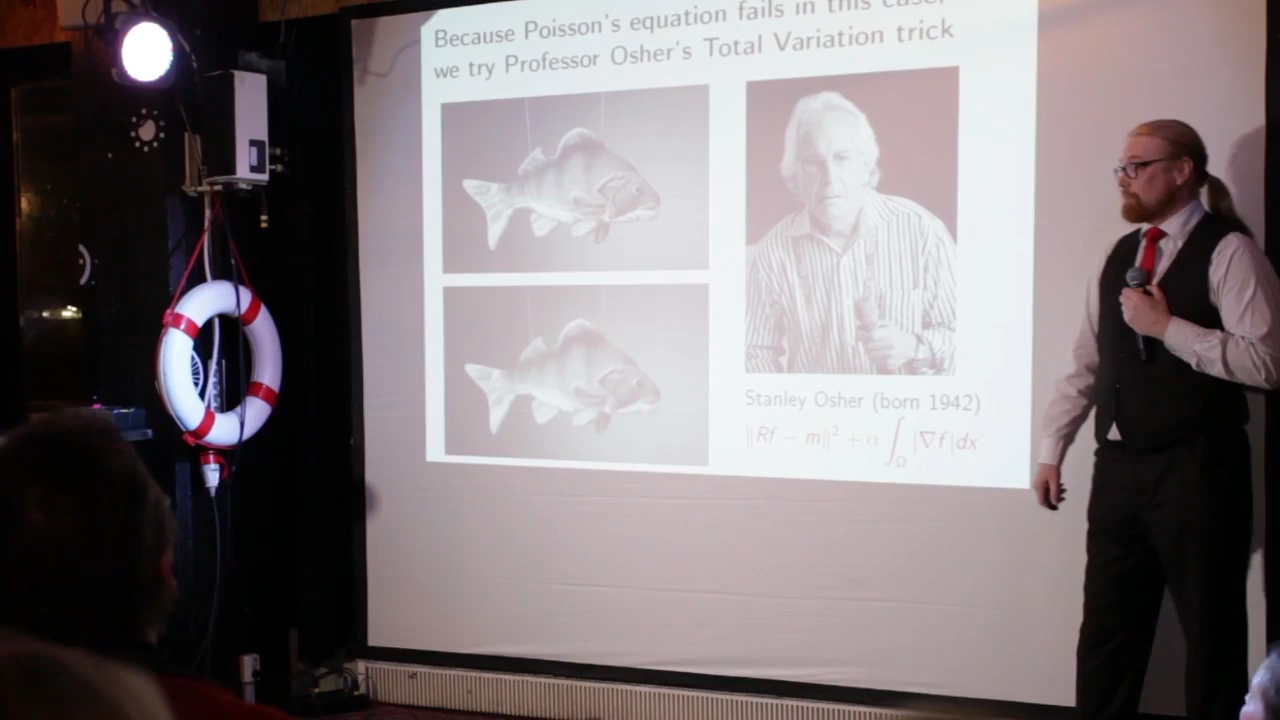 Because Poisson's equation fails in this case,
we try Professor Osher's Total Variation trick
Stanley Osher (born 1942)
‖Rf − m‖² + α ∫_Ω |∇f|dx